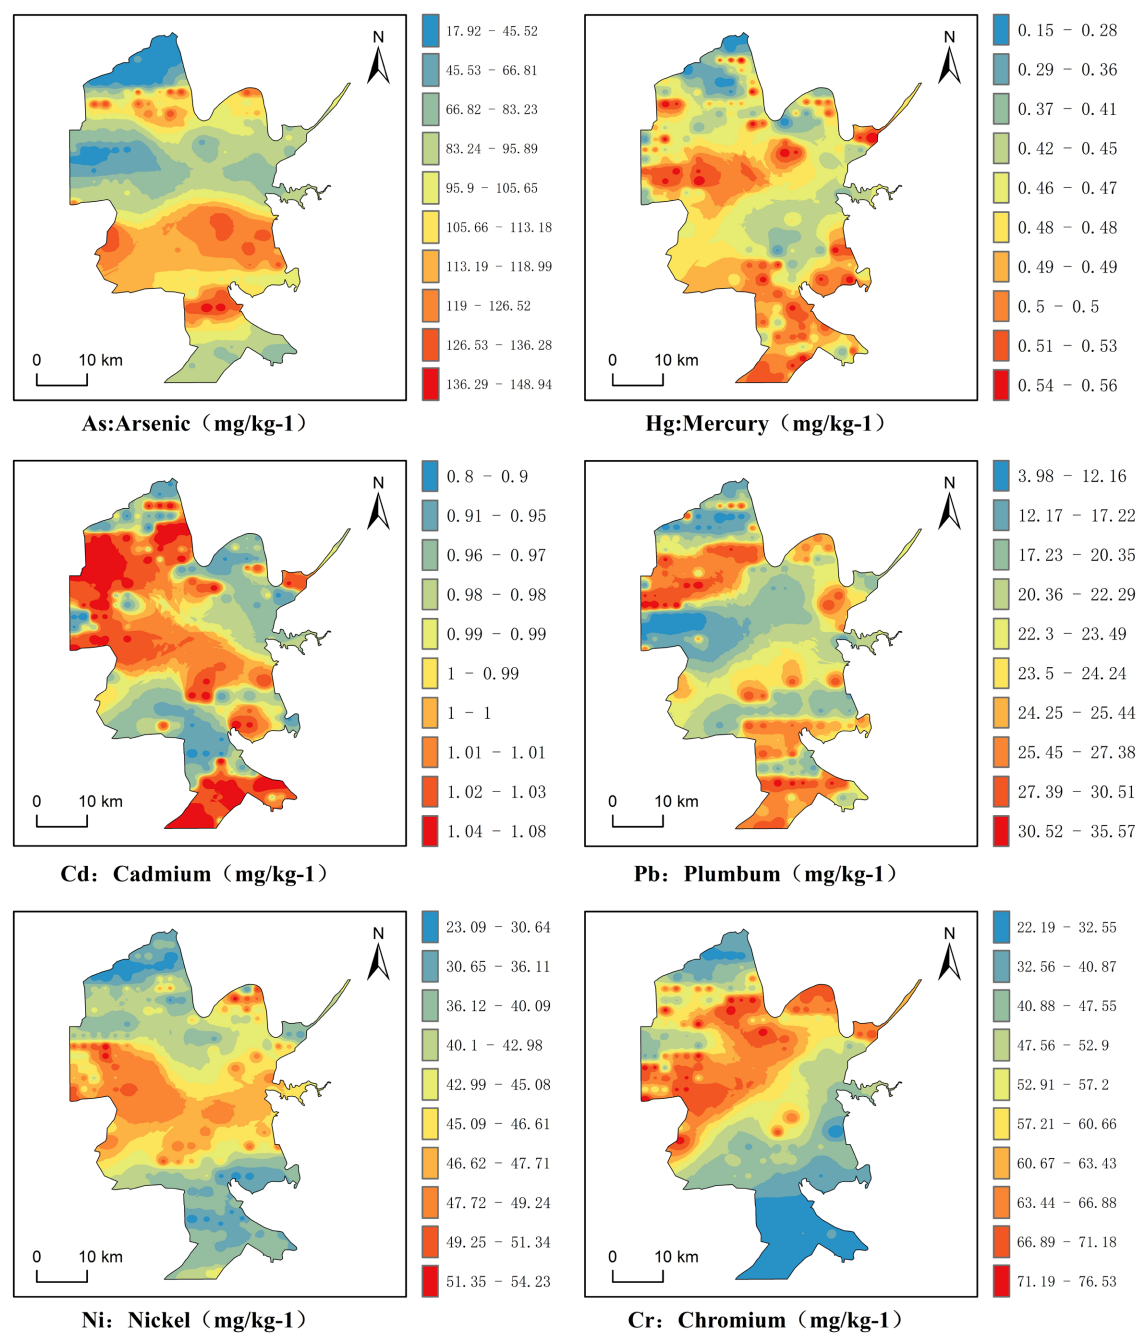 N
0 10 km
17.92 - 45.52
45.53 - 66.81
66.82 - 83.23
83.24 - 95.89
95.9 - 105.65
105.66 - 113.18
113.19 - 118.99
119 - 126.52
126.53 - 136.28
136.29 - 148.94
As:Arsenic（mg/kg-1）
N
0 10 km
0.15 - 0.28
0.29 - 0.36
0.37 - 0.41
0.42 - 0.45
0.46 - 0.47
0.48 - 0.48
0.49 - 0.49
0.5 - 0.5
0.51 - 0.53
0.54 - 0.56
Hg:Mercury（mg/kg-1）
N
0 10 km
0.8 - 0.9
0.91 - 0.95
0.96 - 0.97
0.98 - 0.98
0.99 - 0.99
1 - 0.99
1 - 1
1.01 - 1.01
1.02 - 1.03
1.04 - 1.08
Cd：Cadmium（mg/kg-1）
N
0 10 km
3.98 - 12.16
12.17 - 17.22
17.23 - 20.35
20.36 - 22.29
22.3 - 23.49
23.5 - 24.24
24.25 - 25.44
25.45 - 27.38
27.39 - 30.51
30.52 - 35.57
Pb：Plumbum（mg/kg-1）
N
0 10 km
23.09 - 30.64
30.65 - 36.11
36.12 - 40.09
40.1 - 42.98
42.99 - 45.08
45.09 - 46.61
46.62 - 47.71
47.72 - 49.24
49.25 - 51.34
51.35 - 54.23
Ni：Nickel（mg/kg-1）
N
0 10 km
22.19 - 32.55
32.56 - 40.87
40.88 - 47.55
47.56 - 52.9
52.91 - 57.2
57.21 - 60.66
60.67 - 63.43
63.44 - 66.88
66.89 - 71.18
71.19 - 76.53
Cr：Chromium（mg/kg-1）